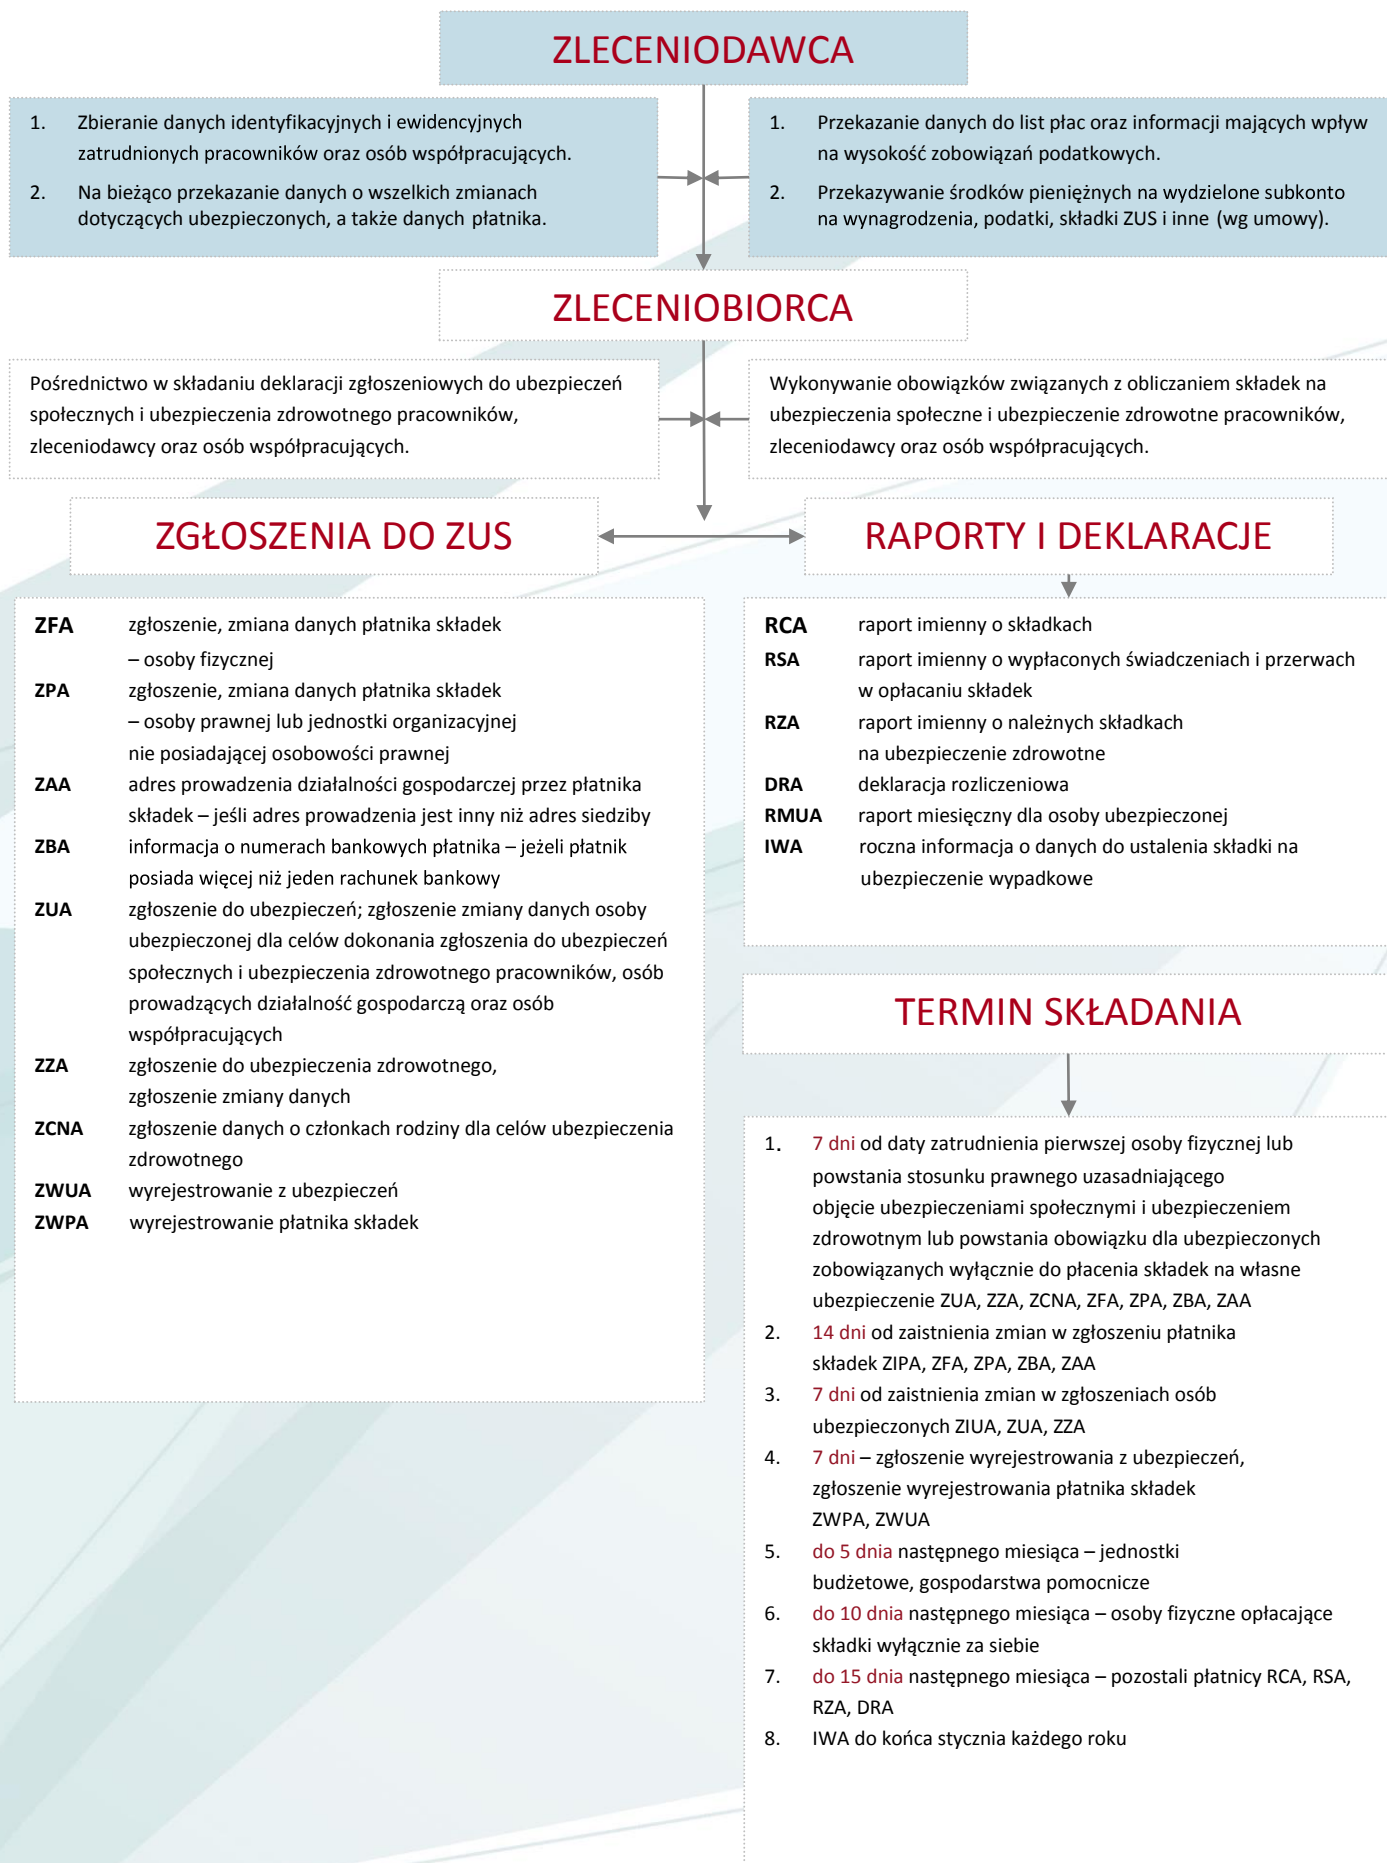 ZLECENIODAWCA
1. Zbieranie danych identyfikacyjnych i ewidencyjnych
zatrudnionych pracowników oraz osób współpracujących.
2. Na bieżąco przekazanie danych o wszelkich zmianach
dotyczących ubezpieczonych, a także danych płatnika.
1. Przekazanie danych do list płac oraz informacji mających wpływ
na wysokość zobowiązań podatkowych.
2. Przekazywanie środków pieniężnych na wydzielone subkonto
na wynagrodzenia, podatki, składki ZUS i inne (wg umowy).
ZLECENIOBIORCA
Pośrednictwo w składaniu deklaracji zgłoszeniowych do ubezpieczeń
społecznych i ubezpieczenia zdrowotnego pracowników,
zleceniodawcy oraz osób współpracujących.
Wykonywanie obowiązków związanych z obliczaniem składek na
ubezpieczenia społeczne i ubezpieczenie zdrowotne pracowników,
zleceniodawcy oraz osób współpracujących.
ZGŁOSZENIA DO ZUS
ZFA zgłoszenie, zmiana danych płatnika składek
– osoby fizycznej
ZPA zgłoszenie, zmiana danych płatnika składek
– osoby prawnej lub jednostki organizacyjnej
nie posiadającej osobowości prawnej
ZAA adres prowadzenia działalności gospodarczej przez płatnika
składek – jeśli adres prowadzenia jest inny niż adres siedziby
ZBA informacja o numerach bankowych płatnika – jeżeli płatnik
posiada więcej niż jeden rachunek bankowy
ZUA zgłoszenie do ubezpieczeń; zgłoszenie zmiany danych osoby
ubezpieczonej dla celów dokonania zgłoszenia do ubezpieczeń
społecznych i ubezpieczenia zdrowotnego pracowników, osób
prowadzących działalność gospodarczą oraz osób
współpracujących
ZZA zgłoszenie do ubezpieczenia zdrowotnego,
zgłoszenie zmiany danych
ZCNA zgłoszenie danych o członkach rodziny dla celów ubezpieczenia
zdrowotnego
ZWUA wyrejestrowanie z ubezpieczeń
ZWPA wyrejestrowanie płatnika składek
RAPORTY I DEKLARACJE
RCA raport imienny o składkach
RSA raport imienny o wypłaconych świadczeniach i przerwach
w opłacaniu składek
RZA raport imienny o należnych składkach
na ubezpieczenie zdrowotne
DRA deklaracja rozliczeniowa
RMUA raport miesięczny dla osoby ubezpieczonej
IWA roczna informacja o danych do ustalenia składki na
ubezpieczenie wypadkowe
TERMIN SKŁADANIA
1. 7 dni od daty zatrudnienia pierwszej osoby fizycznej lub
powstania stosunku prawnego uzasadniającego
objęcie ubezpieczeniami społecznymi i ubezpieczeniem
zdrowotnym lub powstania obowiązku dla ubezpieczonych
zobowiązanych wyłącznie do płacenia składek na własne
ubezpieczenie ZUA, ZZA, ZCNA, ZFA, ZPA, ZBA, ZAA
2. 14 dni od zaistnienia zmian w zgłoszeniu płatnika
składek ZIPA, ZFA, ZPA, ZBA, ZAA
3. 7 dni od zaistnienia zmian w zgłoszeniach osób
ubezpieczonych ZIUA, ZUA, ZZA
4. 7 dni – zgłoszenie wyrejestrowania z ubezpieczeń,
zgłoszenie wyrejestrowania płatnika składek
ZWPA, ZWUA
5. do 5 dnia następnego miesiąca – jednostki
budżetowe, gospodarstwa pomocnicze
6. do 10 dnia następnego miesiąca – osoby fizyczne opłacające
składki wyłącznie za siebie
7. do 15 dnia następnego miesiąca – pozostali płatnicy RCA, RSA,
RZA, DRA
8. IWA do końca stycznia każdego roku